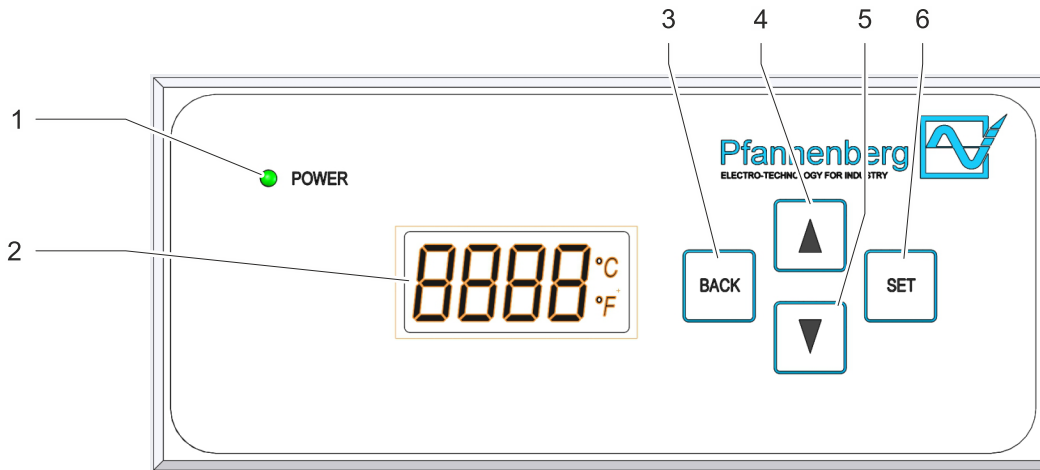 3 4 5 6
1
Pfannenberg
ELECTRO-TECHNOLOGY FOR INDUSTRY
POWER
2
8888 °C
°F
BACK
SET